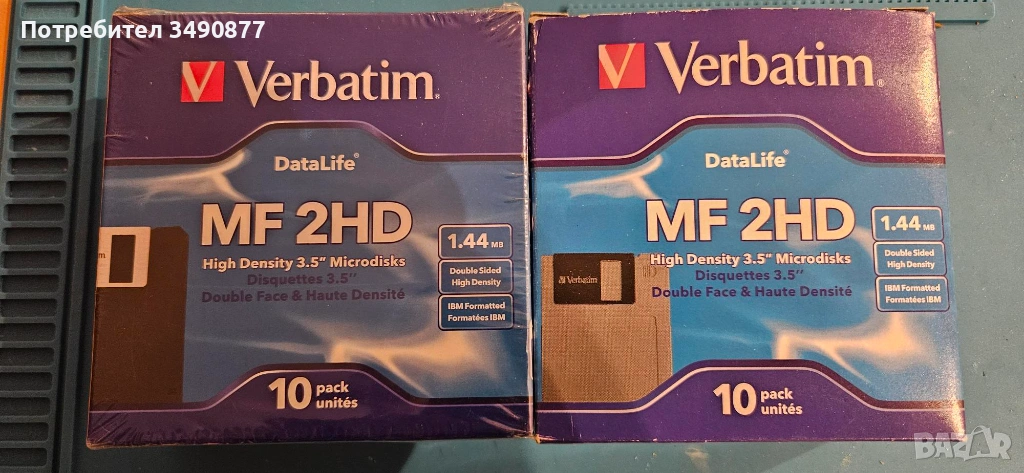 Потребител 3490877
Verbatim®
DataLife®
MF 2HD
High Density 3.5" Microdisks
Disquettes 3.5"
Double Face & Haute Densité
1.44 MB
Double Sided
High Density
IBM Formatted
Formatées IBM
10 pack
unités
Verbatim®
DataLife®
MF 2HD
High Density 3.5" Microdisks
Disquettes 3.5"
Double Face & Haute Densité
Verbatim
1.44 MB
Double Sided
High Density
IBM Formatted
Formatées IBM
10 pack
unités
BAZAR